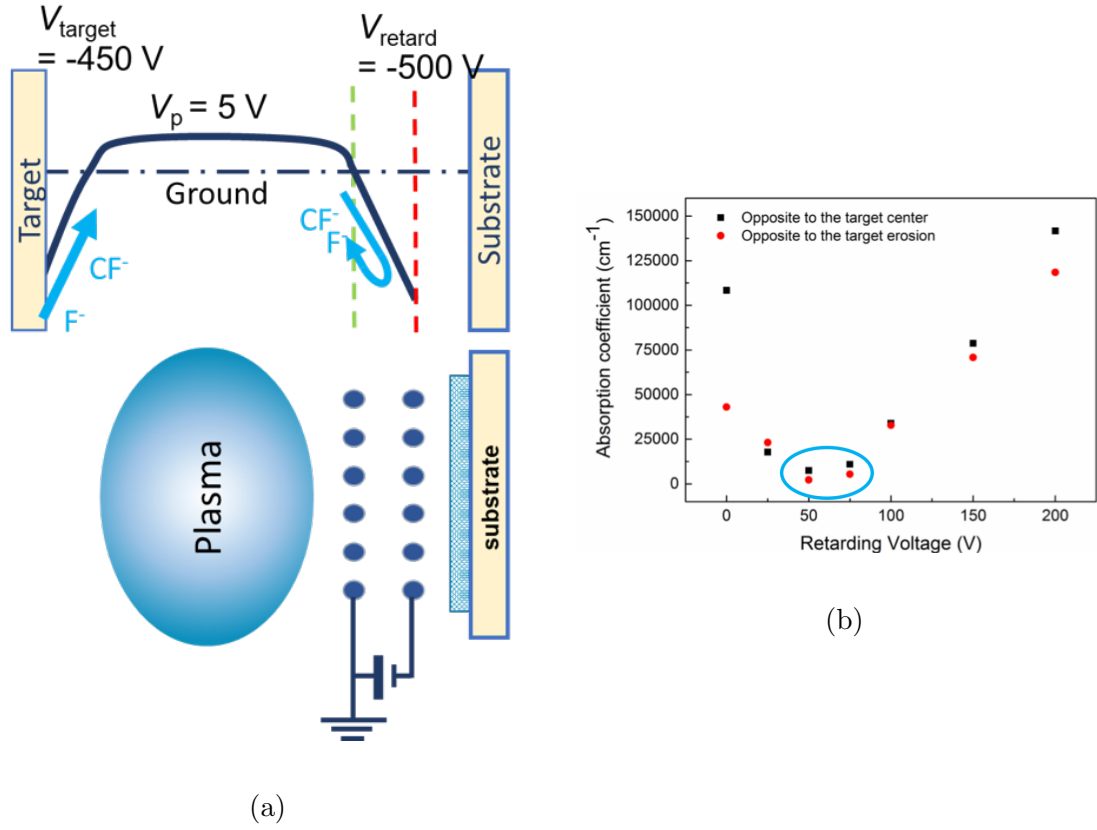 V_target
= -450 V
V_retard
= -500 V
V_p = 5 V
Ground
Target
Substrate
CF-
F-
CF-
F-
Plasma
substrate
(a)
Opposite to the target center
Opposite to the target erosion
Absorption coefficient (cm⁻¹)
150000
125000
100000
75000
50000
25000
0
0
50
100
150
200
Retarding Voltage (V)
(b)